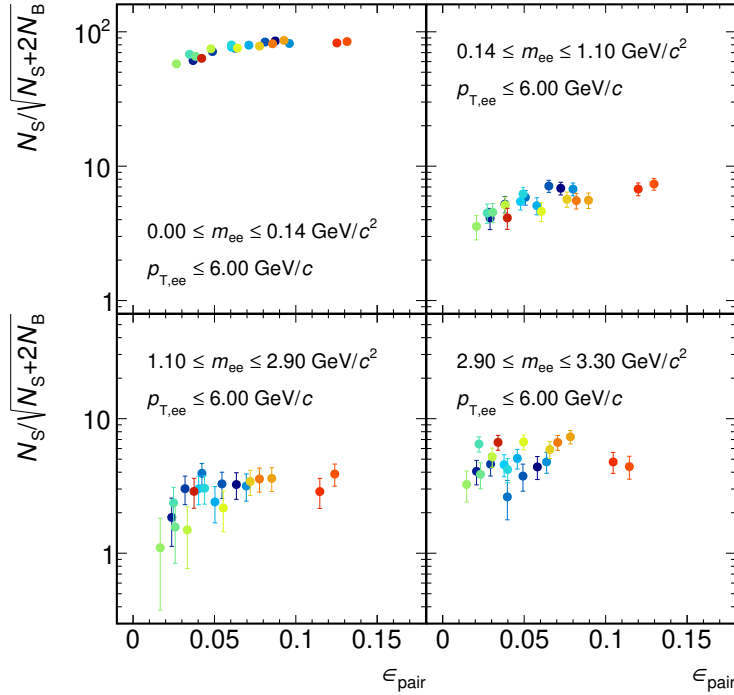 N_S/√N_S+2N_B
10²
10
1
0.00 ≤ m_ee ≤ 0.14 GeV/c²
p_T,ee ≤ 6.00 GeV/c
0.14 ≤ m_ee ≤ 1.10 GeV/c²
p_T,ee ≤ 6.00 GeV/c
N_S/√N_S+2N_B
10
1
1.10 ≤ m_ee ≤ 2.90 GeV/c²
p_T,ee ≤ 6.00 GeV/c
2.90 ≤ m_ee ≤ 3.30 GeV/c²
p_T,ee ≤ 6.00 GeV/c
0 0.05 0.1 0.15
0 0.05 0.1 0.15
ϵ_pair
ϵ_pair